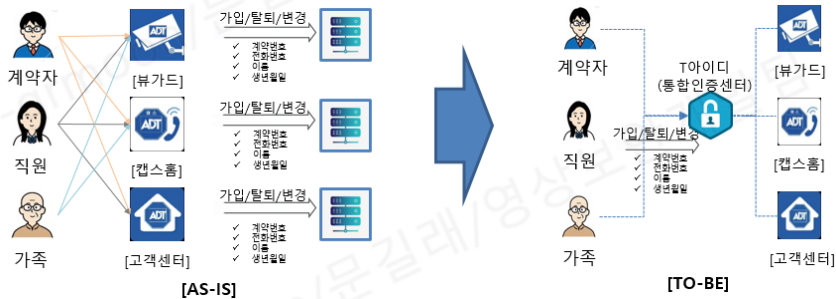 계약자
직원
가족
[뷰가드]
[캡스홈]
[고객센터]
ADT
ADT
ADT
가입/탈퇴/변경
✓ 계약번호
✓ 전화번호
✓ 이름
✓ 생년월일
가입/탈퇴/변경
✓ 계약번호
✓ 전화번호
✓ 이름
✓ 생년월일
가입/탈퇴/변경
✓ 계약번호
✓ 전화번호
✓ 이름
✓ 생년월일
[AS-IS]
계약자
직원
가족
T아이디
(통합인증센터)
가입/탈퇴/변경
✓ 계약번호
✓ 전화번호
✓ 이름
✓ 생년월일
ADT
[뷰가드]
ADT
[캡스홈]
ADT
[고객센터]
[TO-BE]